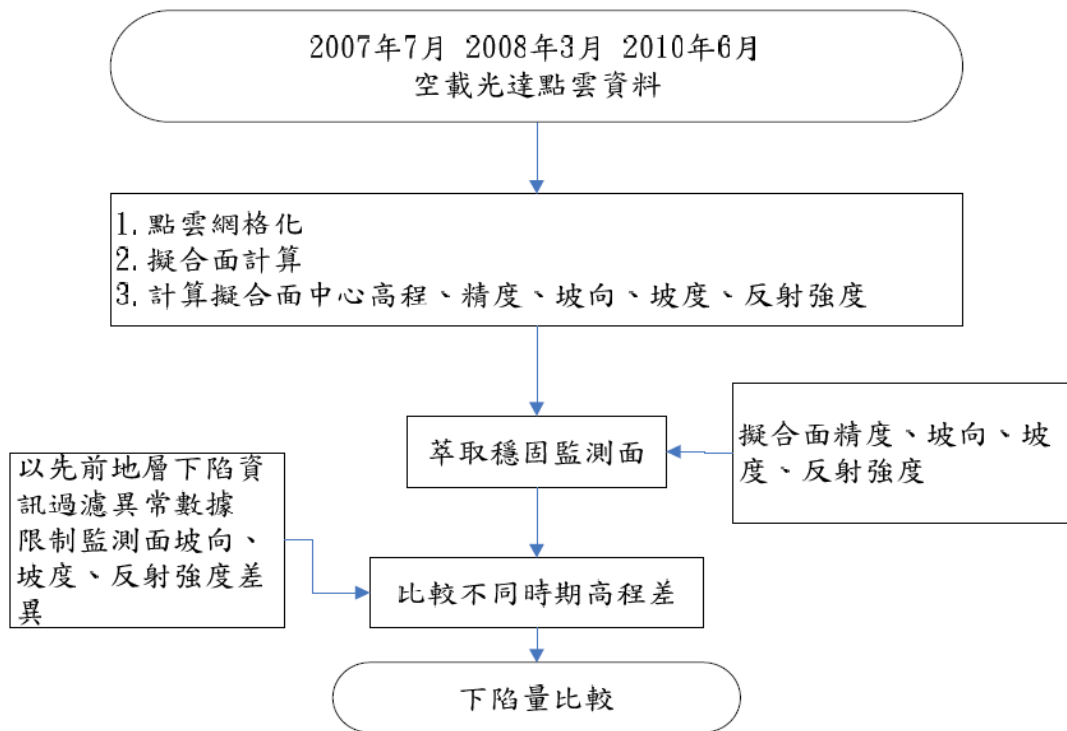 2007年7月 2008年3月 2010年6月
空載光達點雲資料
1. 點雲網格化
2. 擬合面計算
3. 計算擬合面中心高程、精度、坡向、坡度、反射強度
萃取穩固監測面
擬合面精度、坡向、坡
度、反射強度
以先前地層下陷資
訊過濾異常數據
限制監測面坡向、
坡度、反射強度差
異
比較不同時期高程差
下陷量比較